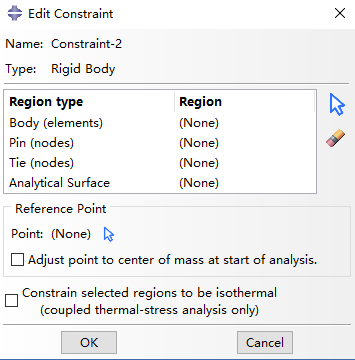 Edit Constraint
Name: Constraint-2
Type: Rigid Body
Region type Region
Body (elements) (None)
Pin (nodes) (None)
Tie (nodes) (None)
Analytical Surface (None)
Reference Point
Point: (None)
Adjust point to center of mass at start of analysis.
Constrain selected regions to be isothermal
(coupled thermal-stress analysis only)
OK Cancel